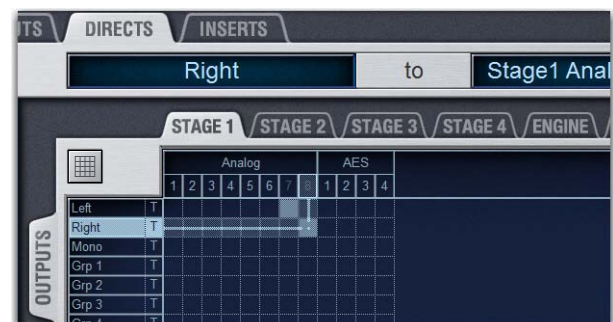 UTS DIRECTS INSERTS
Right to Stage1 Anal
STAGE 1 STAGE 2 STAGE 3 STAGE 4 ENGINE
Analog AES
1 2 3 4 5 6 7 8 1 2 3 4
OUTPUTS
Left T
Right T
Mono T
Grp 1 T
Grp 2 T
Grp 3 T